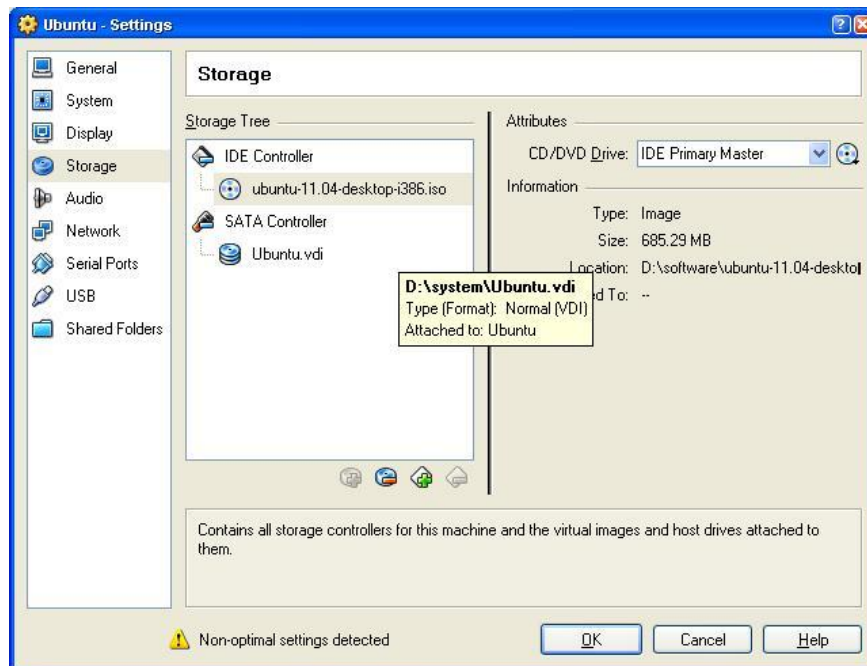 Ubuntu - Settings
General
System
Display
Storage
Audio
Network
Serial Ports
USB
Shared Folders
Storage
Storage Tree
IDE Controller
ubuntu-11.04-desktop-i386.iso
SATA Controller
Ubuntu.vdi
Attributes
CD/DVD Drive: IDE Primary Master
Information
Type: Image
Size: 685.29 MB
Location: D:\software\ubuntu-11.04-deskto
To: --
D:\system\Ubuntu.vdi
Type (Format): Normal (VDI)
Attached to: Ubuntu
Contains all storage controllers for this machine and the virtual images and host drives attached to
them.
Non-optimal settings detected
OK
Cancel
Help